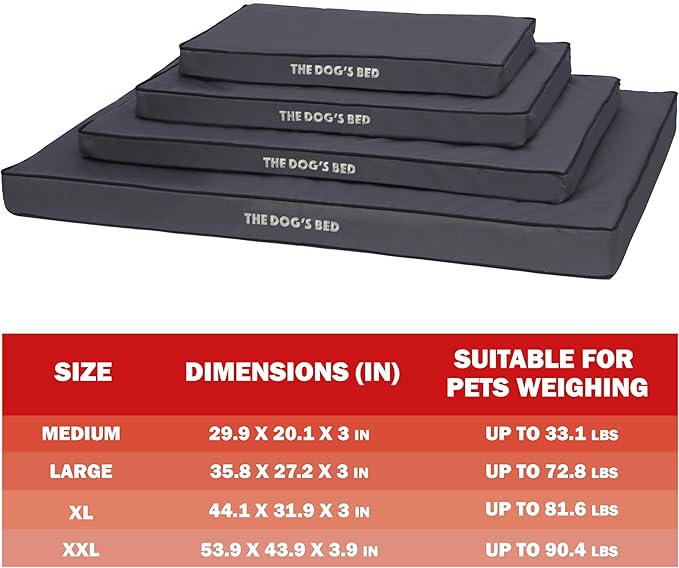 THE DOG'S BED
THE DOG'S BED
THE DOG'S BED
THE DOG'S BED
SIZE DIMENSIONS (IN) SUITABLE FOR PETS WEIGHING
MEDIUM 29.9 X 20.1 X 3 IN UP TO 33.1 LBS
LARGE 35.8 X 27.2 X 3 IN UP TO 72.8 LBS
XL 44.1 X 31.9 X 3 IN UP TO 81.6 LBS
XXL 53.9 X 43.9 X 3.9 IN UP TO 90.4 LBS